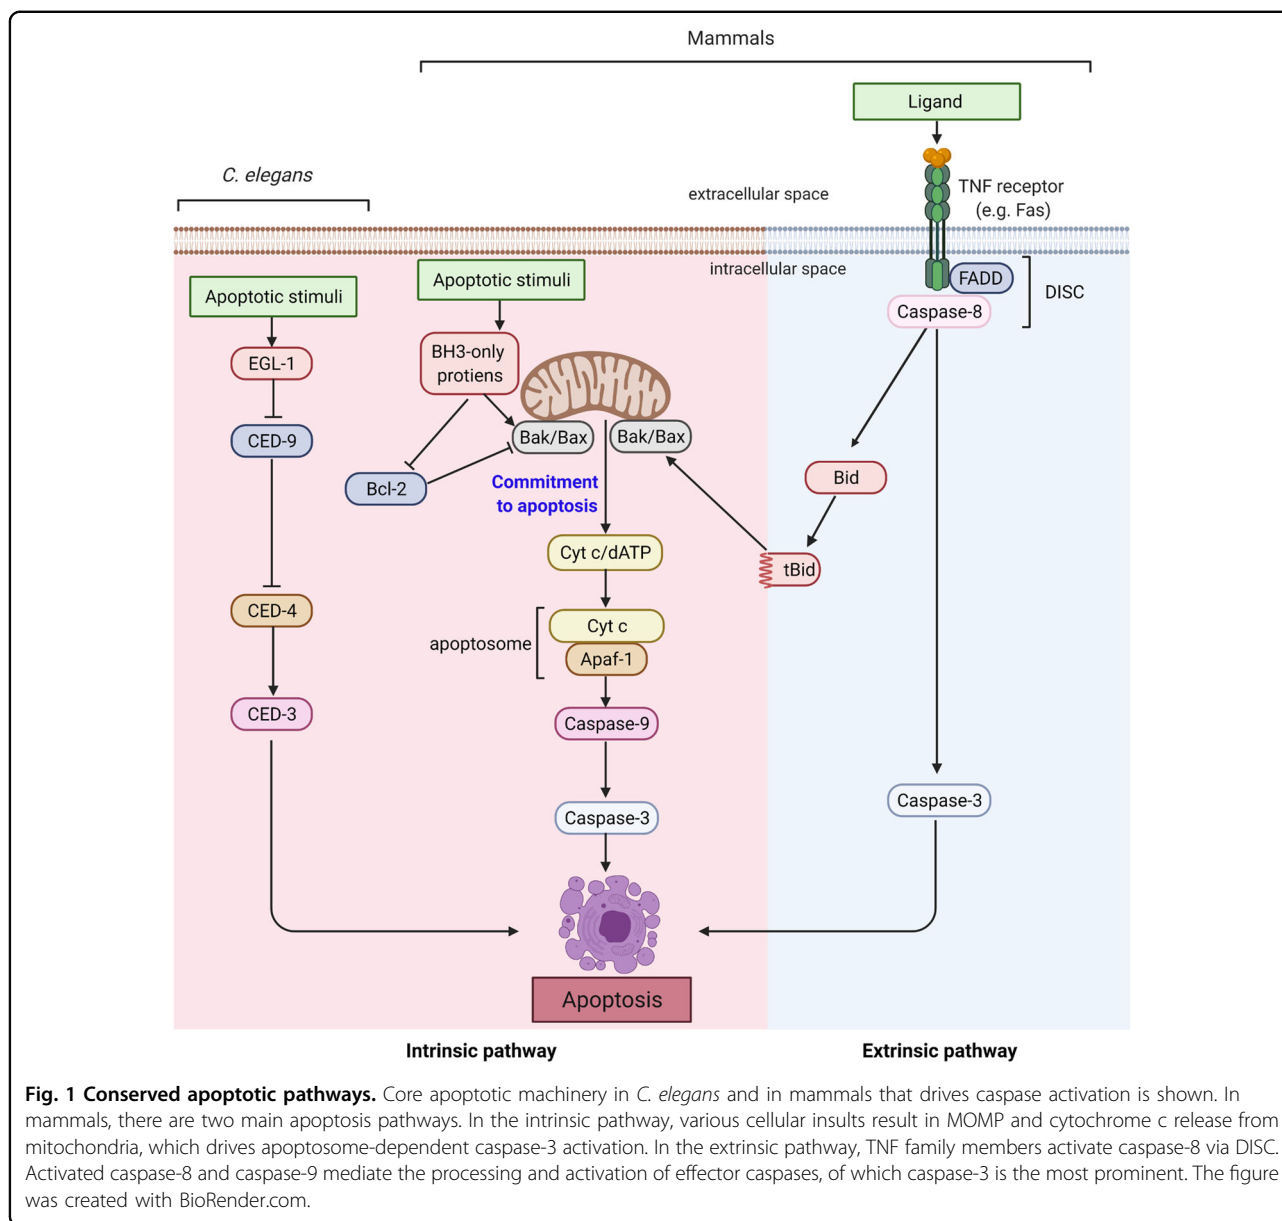 Mammals
Ligand
C. elegans
extracellular space
TNF receptor
(e.g. Fas)
intracellular space
Apoptotic stimuli
Apoptotic stimuli
FADD
DISC
Caspase-8
EGL-1
BH3-only
protiens
CED-9
Bak/Bax
Bak/Bax
Bcl-2
Commitment
to apoptosis
Bid
Cyt c/dATP
tBid
CED-4
apoptosome
Cyt c
Apaf-1
CED-3
Caspase-9
Caspase-3
Caspase-3
Apoptosis
Intrinsic pathway
Extrinsic pathway
Fig. 1 Conserved apoptotic pathways. Core apoptotic machinery in C. elegans and in mammals that drives caspase activation is shown. In
mammals, there are two main apoptosis pathways. In the intrinsic pathway, various cellular insults result in MOMP and cytochrome c release from
mitochondria, which drives apoptosome-dependent caspase-3 activation. In the extrinsic pathway, TNF family members activate caspase-8 via DISC.
Activated caspase-8 and caspase-9 mediate the processing and activation of effector caspases, of which caspase-3 is the most prominent. The figure
was created with BioRender.com.